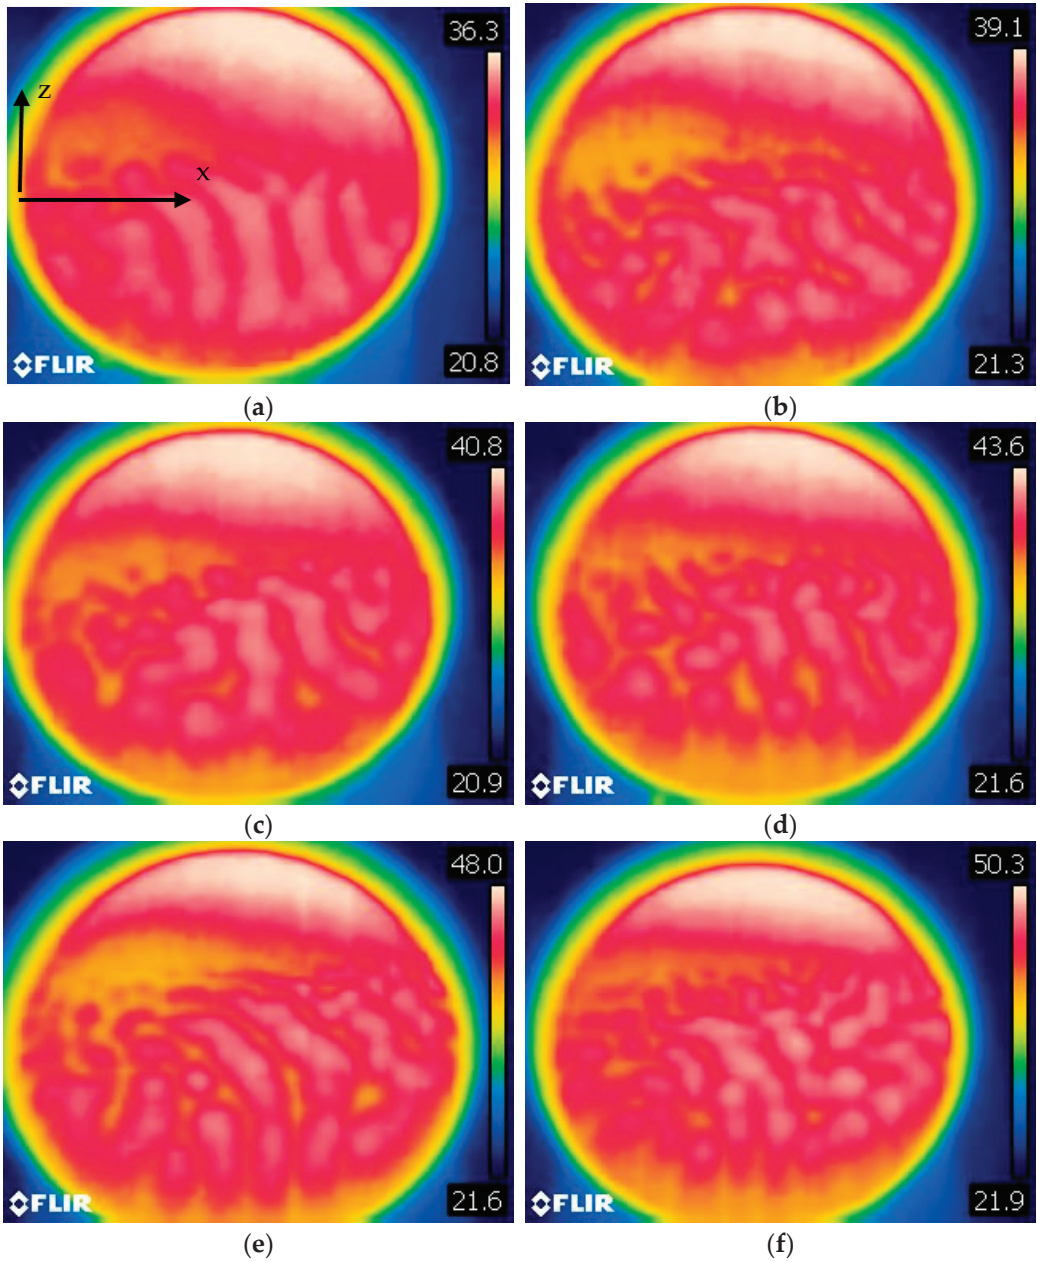 36.3
z
x
20.8
FLIR
(a)
39.1
21.3
FLIR
(b)
40.8
20.9
FLIR
(c)
43.6
21.6
FLIR
(d)
48.0
21.6
FLIR
(e)
50.3
21.9
FLIR
(f)